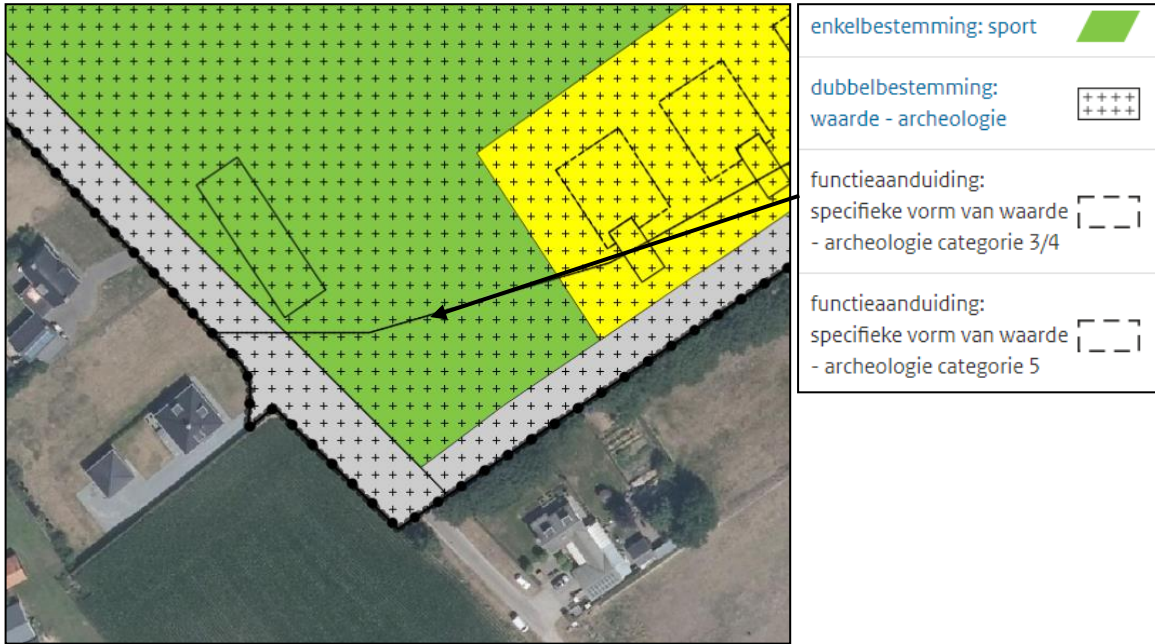 enkelbestemming: sport
dubbelbestemming:
waarde - archeologie
functieaanduiding:
specifieke vorm van waarde
- archeologie categorie 3/4
functieaanduiding:
specifieke vorm van waarde
- archeologie categorie 5